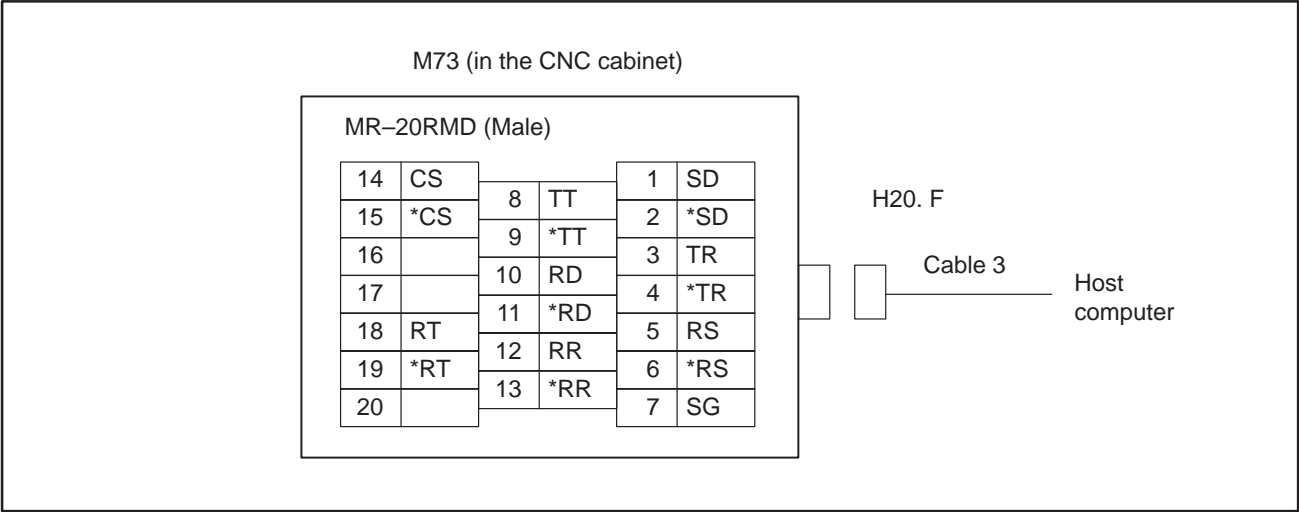 M73 (in the CNC cabinet)
MR–20RMD (Male)
14 CS
15 *CS
16
17
18 RT
19 *RT
20
8 TT
9 *TT
10 RD
11 *RD
12 RR
13 *RR
1 SD
2 *SD
3 TR
4 *TR
5 RS
6 *RS
7 SG
H20. F
Cable 3
Host
computer